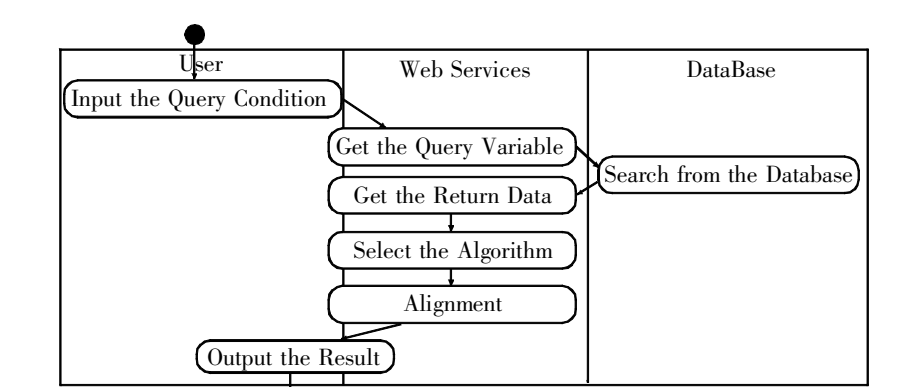 User
Web Services
DataBase
Input the Query Condition
Get the Query Variable
Search from the Database
Get the Return Data
Select the Algorithm
Alignment
Output the Result